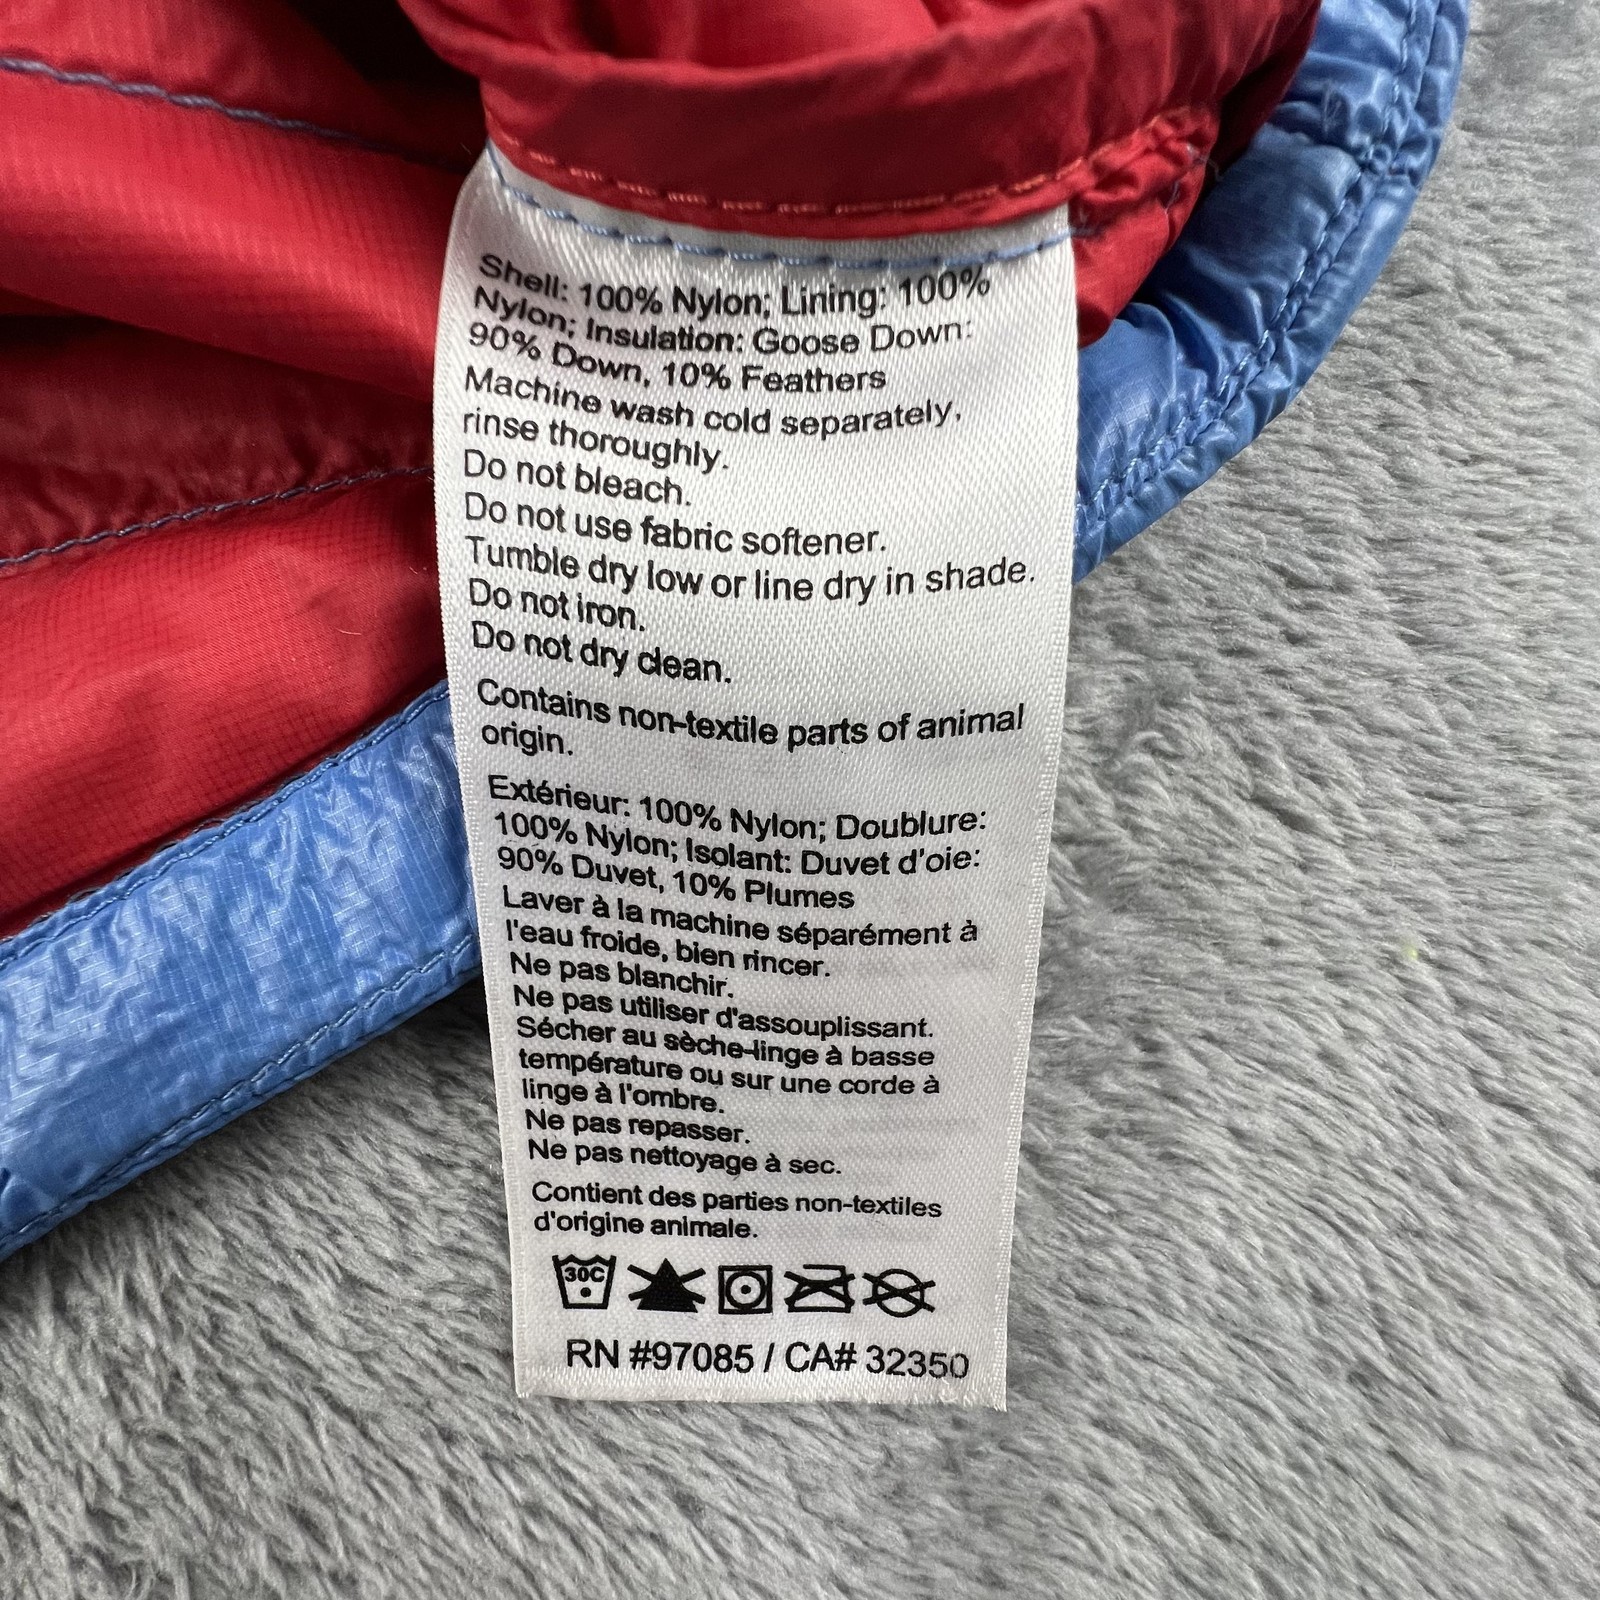 Shell: 100% Nylon; Lining: 100%
Nylon; Insulation: Goose Down:
90% Down, 10% Feathers
Machine wash cold separately,
rinse thoroughly.
Do not bleach.
Do not use fabric softener.
Tumble dry low or line dry in shade.
Do not iron.
Do not dry clean.
Contains non-textile parts of animal
origin.
Extérieur: 100% Nylon; Doublure:
100% Nylon; Isolant: Duvet d'oie:
90% Duvet, 10% Plumes
Laver à la machine séparément à
l'eau froide, bien rincer.
Ne pas blanchir.
Ne pas utiliser d'assouplissant.
Sécher au sèche-linge à basse
température ou sur une corde à
linge à l'ombre.
Ne pas repasser.
Ne pas nettoyage à sec.
Contient des parties non-textiles
d'origine animale.
30C
RN #97085 / CA# 32350